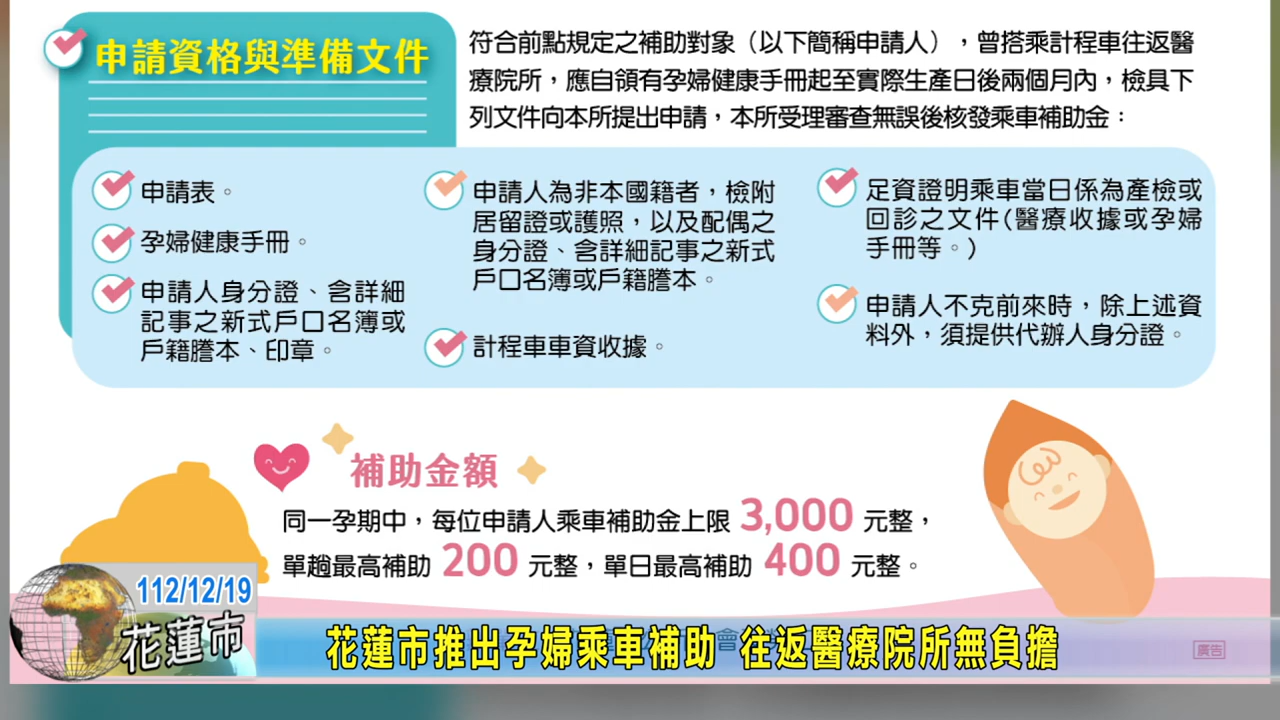 申請資格與準備文件
符合前點規定之補助對象（以下簡稱申請人），曾搭乘計程車往返醫
療院所，應自領有孕婦健康手冊起至實際生產日後兩個月內，檢具下
列文件向本所提出申請，本所受理審查無誤後核發乘車補助金：
申請表。
孕婦健康手冊。
申請人身分證、含詳細
記事之新式戶口名簿或
戶籍謄本、印章。
申請人為非本國籍者，檢附
居留證或護照，以及配偶之
身分證、含詳細記事之新式
戶口名簿或戶籍謄本。
計程車車資收據。
足資證明乘車當日係為產檢或
回診之文件(醫療收據或孕婦
手冊等。)
申請人不克前來時，除上述資
料外，須提供代辦人身分證。
補助金額
同一孕期中，每位申請人乘車補助金上限 3,000 元整，
單趟最高補助 200 元整，單日最高補助 400 元整。
112/12/19
花蓮市
花蓮市推出孕婦乘車補助 往返醫療院所無負擔
廣告